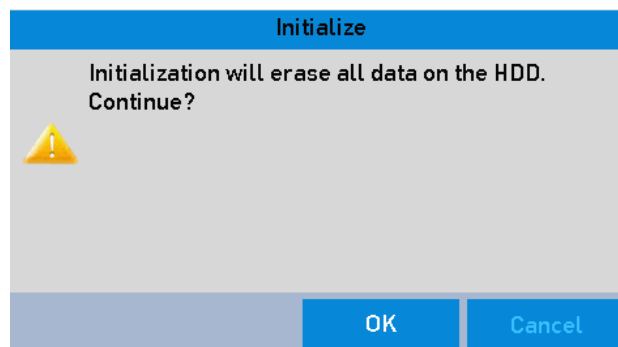 Initialize
Initialization will erase all data on the HDD.
Continue?
OK
Cancel